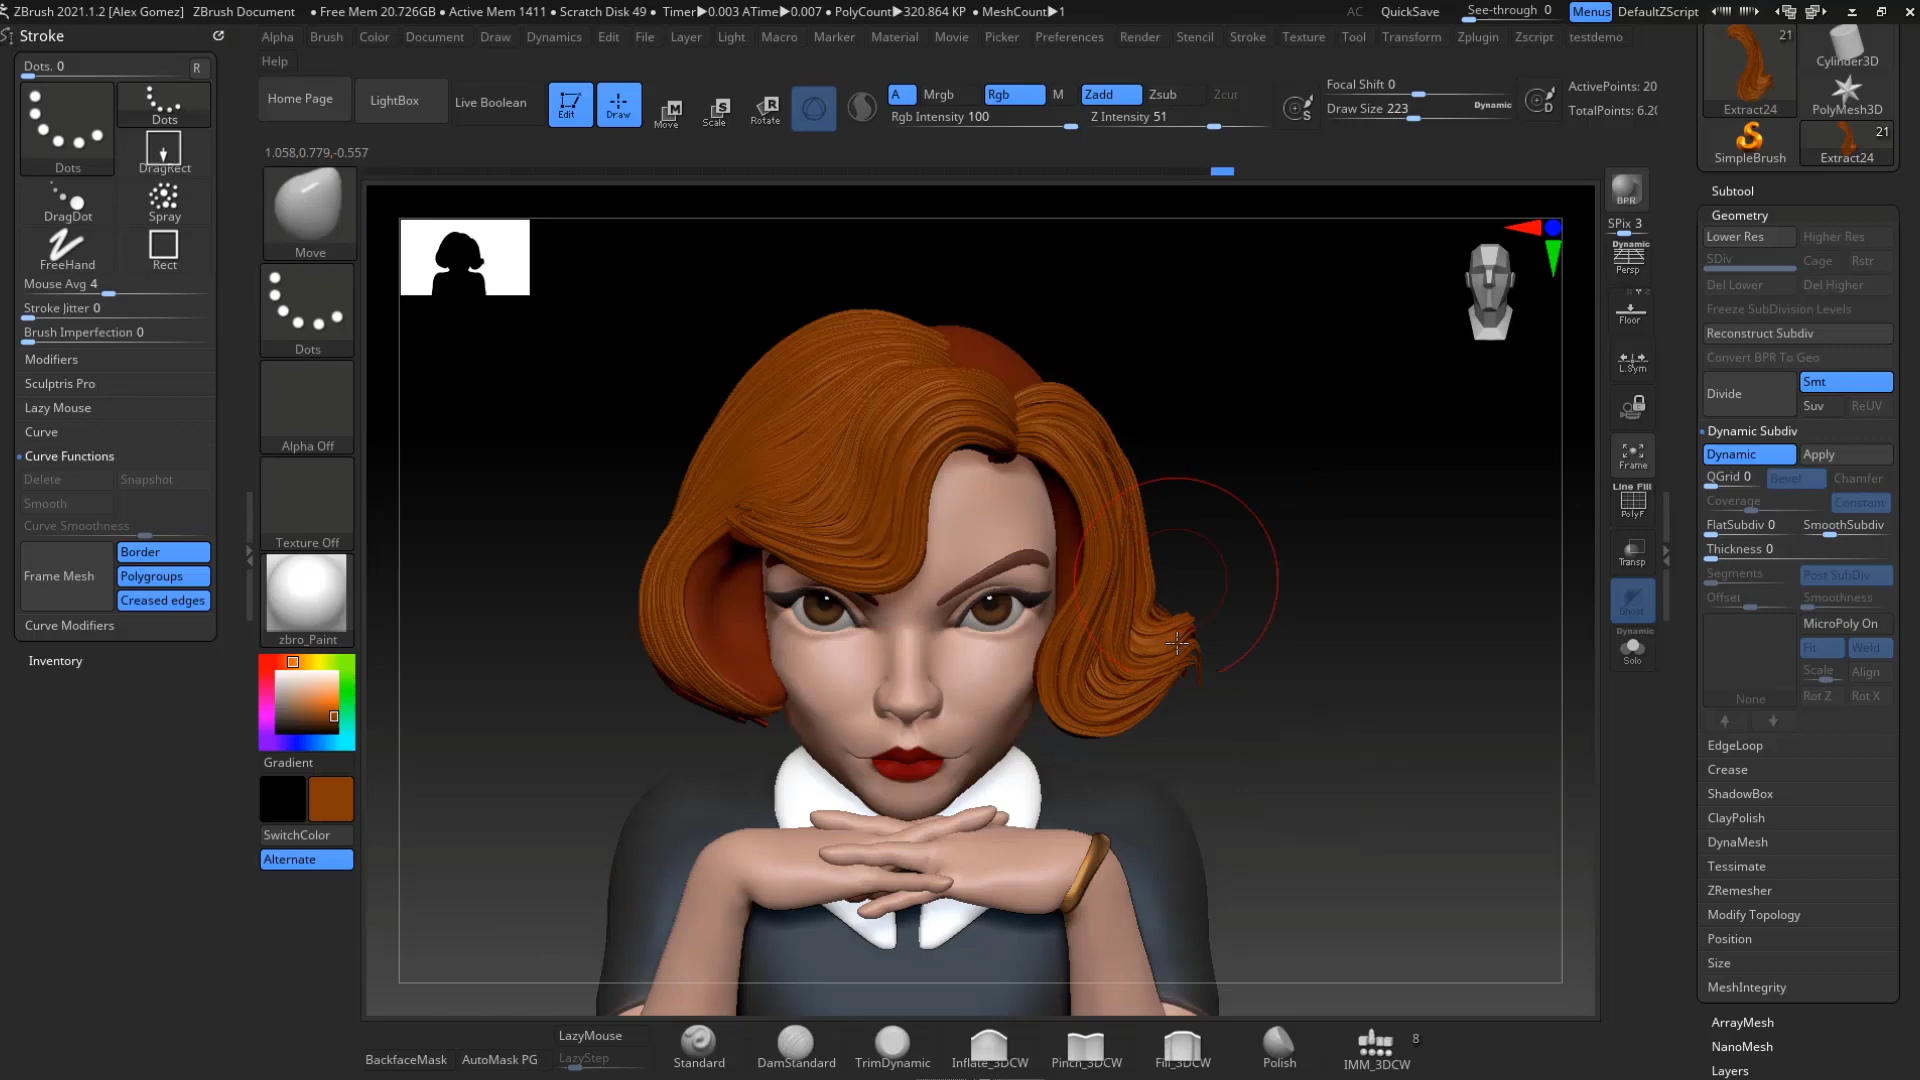 ZBrush 2021.1.2 [Alex Gomez] ZBrush Document • Free Mem 20.726GB • Active Mem 1411 • Scratch Disk 49 • Timer▶0.003 ATime▶0.007 • PolyCount▶320.864 KP • MeshCount▶1 AC QuickSave See-through 0 Menus DefaultZScript
Stroke
Alpha Brush Color Document Draw Dynamics Edit File Layer Light Macro Marker Material Movie Picker Preferences Render Stencil Stroke Texture Tool Transform Zplugin Zscript testdemo
Help
Dots. 0
R
Dots
Dots
DragRect
DragDot
Spray
FreeHand
Rect
Mouse Avg 4
Stroke Jitter 0
Brush Imperfection 0
Modifiers
Sculptris Pro
Lazy Mouse
Curve
Curve Functions
Delete Snapshot
Smooth
Curve Smoothness
Frame Mesh
Border
Polygroups
Creased edges
Curve Modifiers
Inventory
Home Page
LightBox
Live Boolean
Edit
Draw
Move
Scale
Rotate
A Mrgb Rgb M Zadd Zsub Zcut
Rgb Intensity 100 Z Intensity 51
S
Focal Shift 0
Draw Size 223 Dynamic
D
ActivePoints: 20
TotalPoints: 6.20
1.058,0.779,-0.557
Move
Dots
Alpha Off
Texture Off
zbro_Paint
Gradient
SwitchColor
Alternate
BPR
SPix 3
Dynamic
Persp
Floor
L.Sym
Frame
Line Fill
PolyF
Transp
Ghost
Dynamic
Solo
21
Extract24
Cylinder3D
PolyMesh3D
SimpleBrush
21
Extract24
Subtool
Geometry
Lower Res Higher Res
SDiv Cage Rstr
Del Lower Del Higher
Freeze SubDivision Levels
Reconstruct Subdiv
Convert BPR To Geo
Divide
Smt
Suv ReUV
Dynamic Subdiv
Dynamic Apply
QGrid 0 Bevel Chamfer
Coverage Constant
FlatSubdiv 0 SmoothSubdiv
Thickness 0
Segments Post SubDiv
Offset Smoothness
MicroPoly On
Fit Weld
Scale Align
None Rot Z Rot X
EdgeLoop
Crease
ShadowBox
ClayPolish
DynaMesh
Tessimate
ZRemesher
Modify Topology
Position
Size
MeshIntegrity
ArrayMesh
NanoMesh
Layers
BackfaceMask AutoMask PG
LazyMouse
LazyStep
Standard
DamStandard
TrimDynamic
Inflate_3DCW
Pinch_3DCW
Fill_3DCW
Polish
8
IMM_3DCW